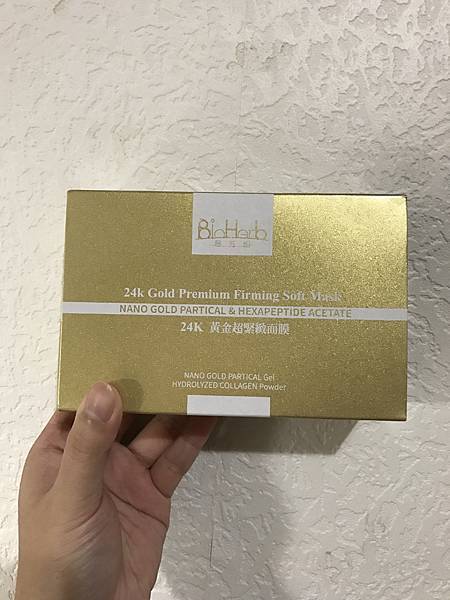 BioHerb
24k Gold Premium Firming Soft Mask
NANO GOLD PARTICAL & HEXAPEPTIDE ACETATE
24K 黃金超緊緻面膜
NANO GOLD PARTICAL Gel
HYDROLYZED COLLAGEN Powder